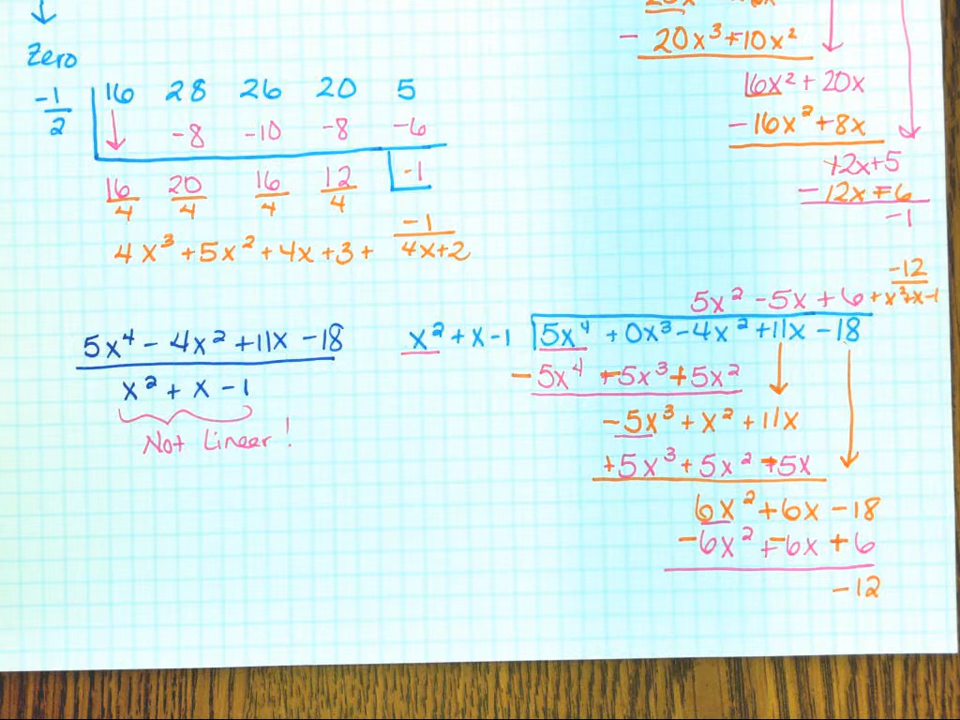 Zero
-1/2 | 16 28 26 20 5
-8 -10 -8 -6
16/4 20/4 16/4 12/4 | -1
4x³ + 5x² + 4x + 3 + -1/(4x+2)
- 20x³ + 10x²
16x² + 20x
- 16x² + 8x
12x + 5
- 12x + 6
-1
5x⁴ - 4x² + 11x - 18
x² + x - 1
Not Linear!
-12
5x² - 5x + 6 + x²+x-1
x² + x - 1 | 5x⁴ + 0x³ - 4x² + 11x - 18
- 5x⁴ - 5x³ + 5x²
- 5x³ + x² + 11x
+ 5x³ + 5x² - 5x
6x² + 6x - 18
- 6x² - 6x + 6
-12